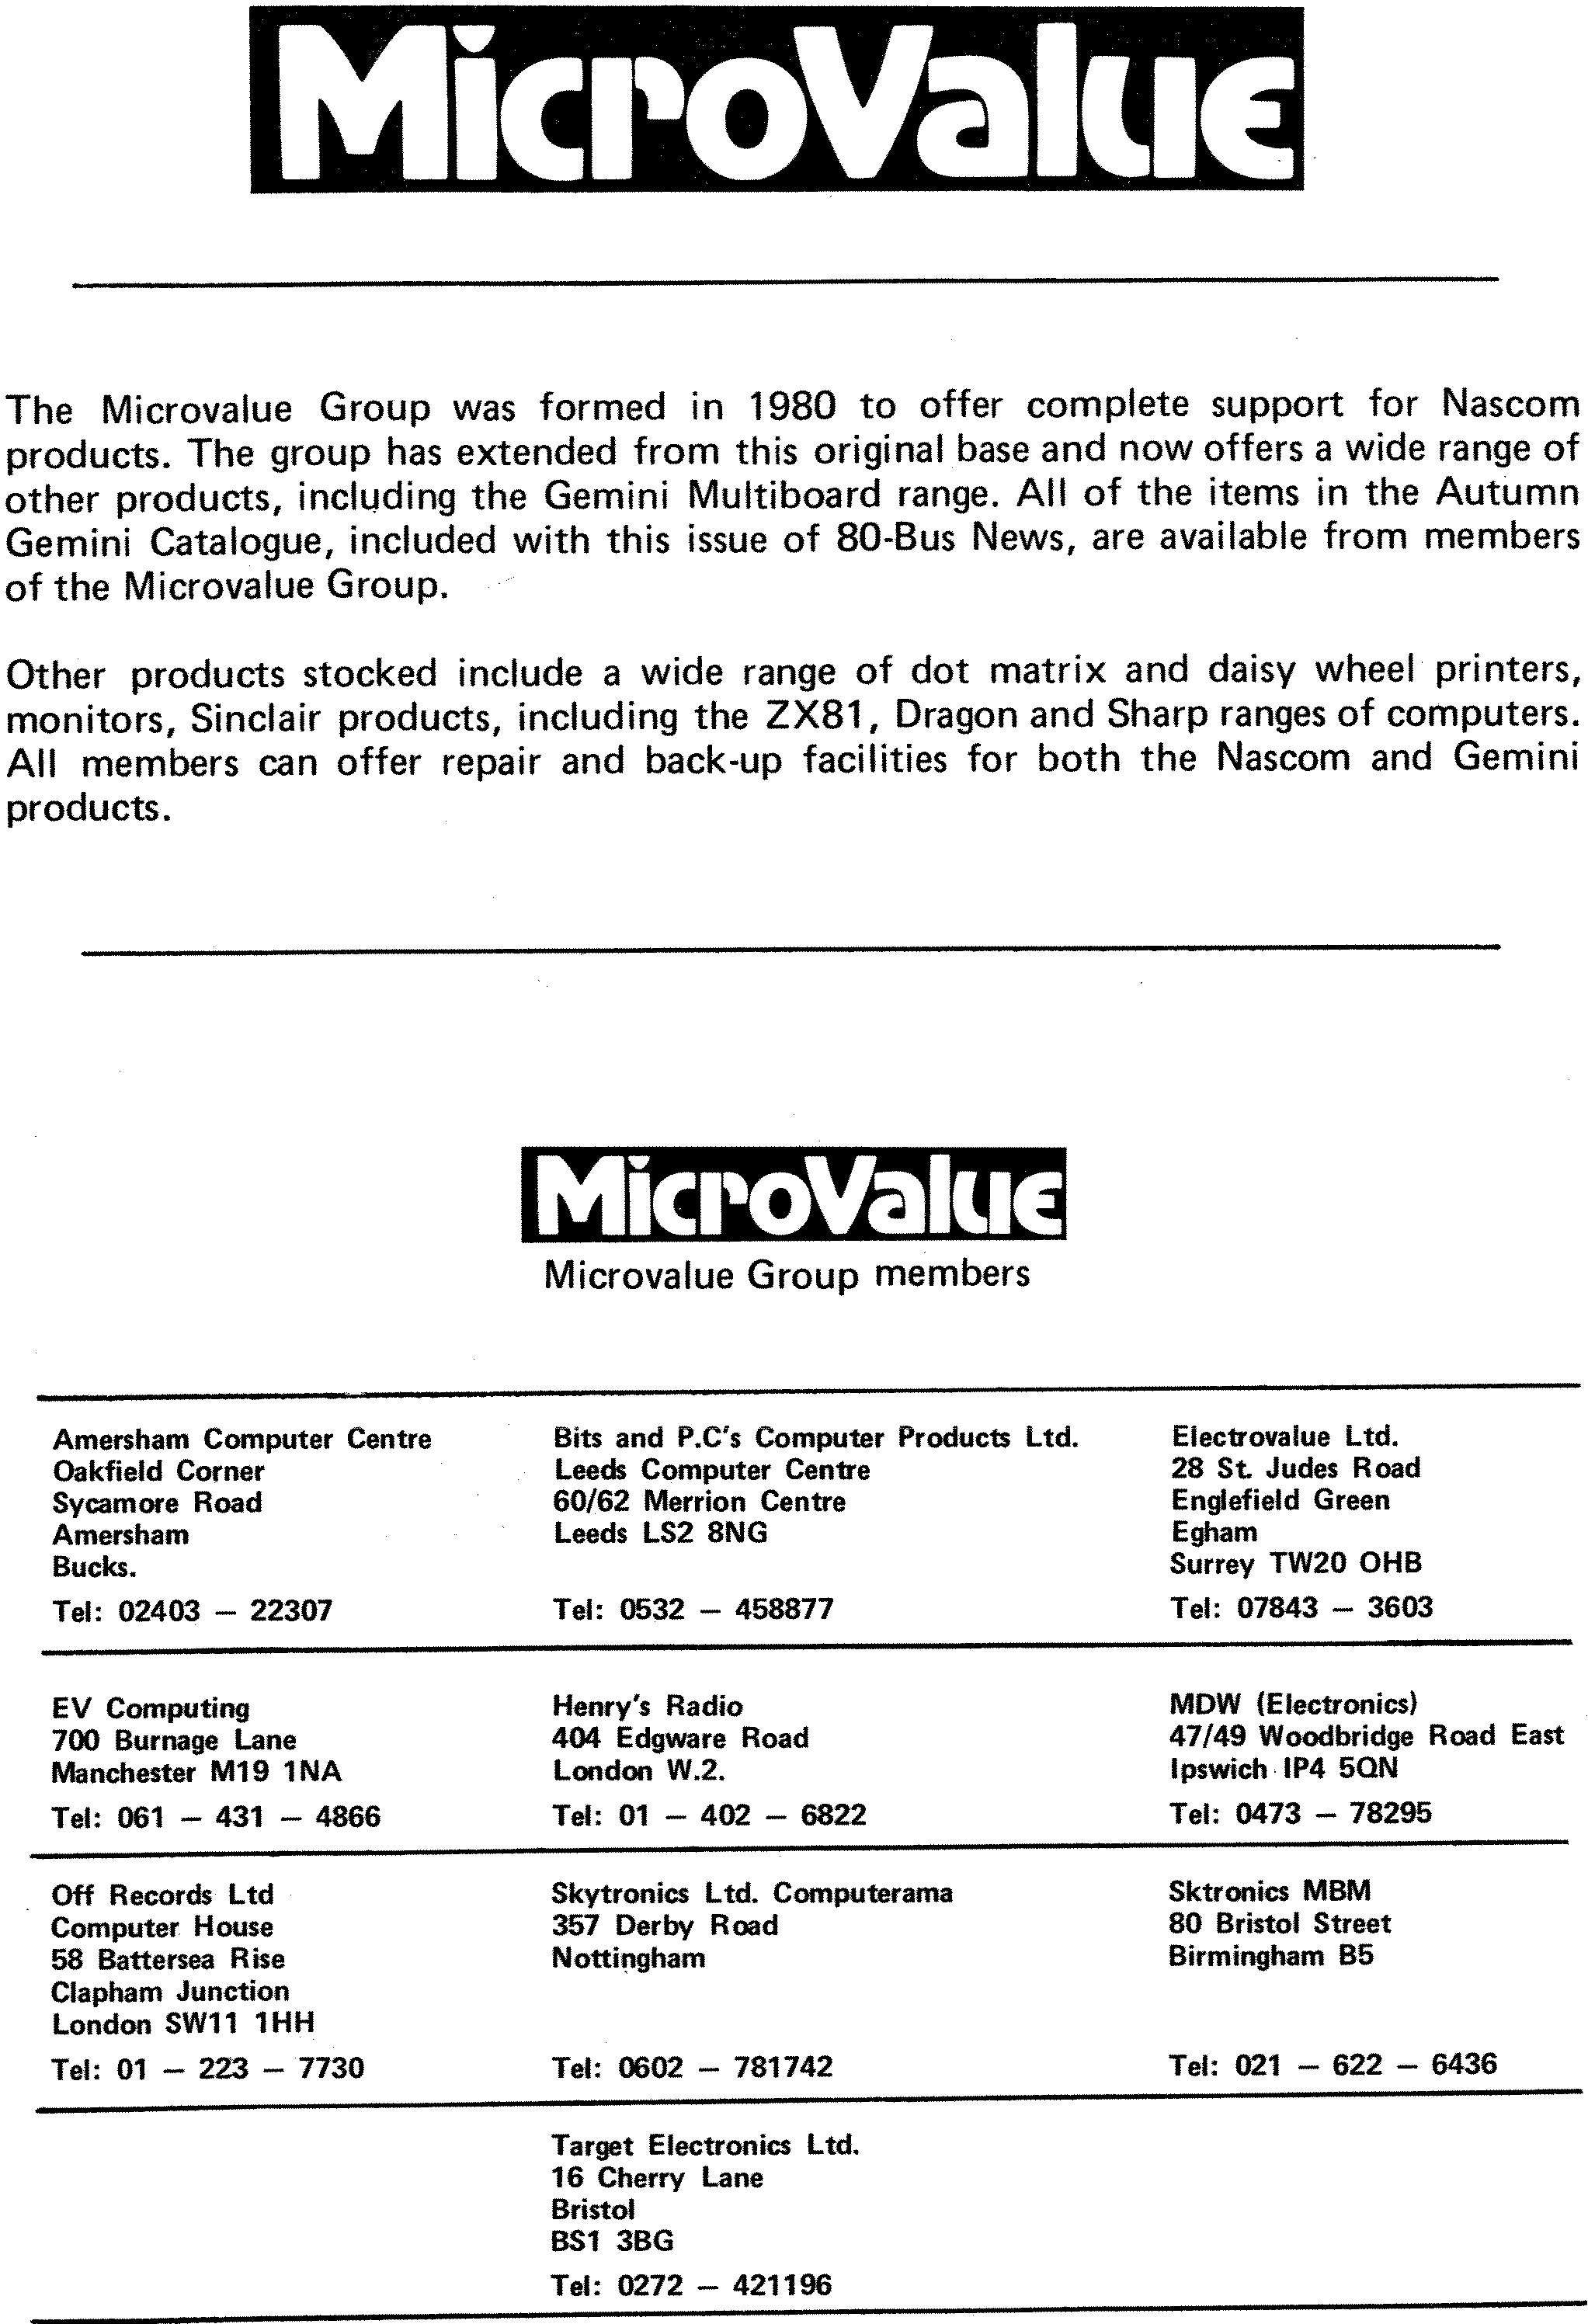 MicroValue
The Microvalue Group was formed in 1980 to offer complete support for Nascom
products. The group has extended from this original base and now offers a wide range of
other products, including the Gemini Multiboard range. All of the items in the Autumn
Gemini Catalogue, included with this issue of 80-Bus News, are available from members
of the Microvalue Group.
Other products stocked include a wide range of dot matrix and daisy wheel printers,
monitors, Sinclair products, including the ZX81, Dragon and Sharp ranges of computers.
All members can offer repair and back-up facilities for both the Nascom and Gemini
products.
MicroValue
Microvalue Group members
Amersham Computer Centre
Oakfield Corner
Sycamore Road
Amersham
Bucks.
Tel: 02403 — 22307
Bits and P.C's Computer Products Ltd.
Leeds Computer Centre
60/62 Merrion Centre
Leeds LS2 8NG
Tel: 0532 — 458877
Electrovalue Ltd.
28 St. Judes Road
Englefield Green
Egham
Surrey TW20 OHB
Tel: 07843 — 3603
EV Computing
700 Burnage Lane
Manchester M19 1NA
Tel: 061 — 431 — 4866
Henry's Radio
404 Edgware Road
London W.2.
Tel: 01 — 402 — 6822
MDW (Electronics)
47/49 Woodbridge Road East
Ipswich IP4 5QN
Tel: 0473 — 78295
Off Records Ltd
Computer House
58 Battersea Rise
Clapham Junction
London SW11 1HH
Tel: 01 — 223 — 7730
Skytronics Ltd. Computerama
357 Derby Road
Nottingham
Tel: 0602 — 781742
Sktronics MBM
80 Bristol Street
Birmingham B5
Tel: 021 — 622 — 6436
Target Electronics Ltd.
16 Cherry Lane
Bristol
BS1 3BG
Tel: 0272 — 421196